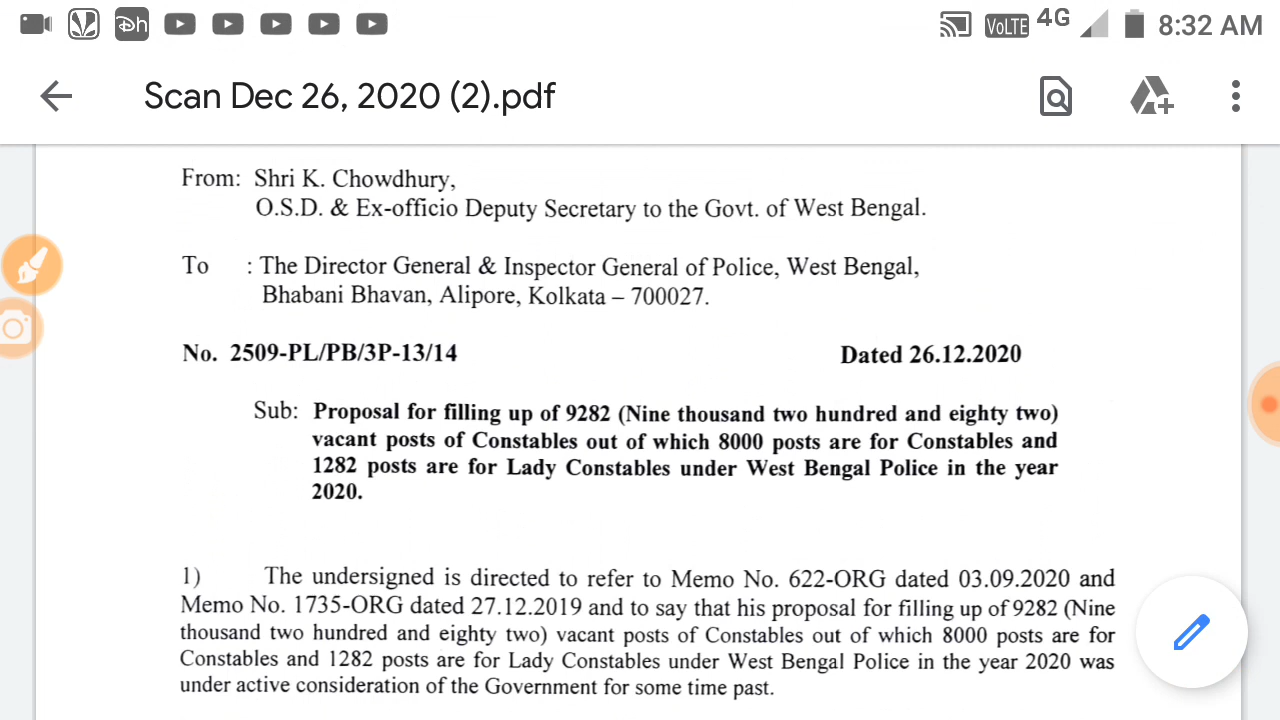 Dh
VoLTE 4G 8:32 AM
Scan Dec 26, 2020 (2).pdf
From: Shri K. Chowdhury,
O.S.D. & Ex-officio Deputy Secretary to the Govt. of West Bengal.
To : The Director General & Inspector General of Police, West Bengal,
Bhabani Bhavan, Alipore, Kolkata – 700027.
No. 2509-PL/PB/3P-13/14 Dated 26.12.2020
Sub: Proposal for filling up of 9282 (Nine thousand two hundred and eighty two)
vacant posts of Constables out of which 8000 posts are for Constables and
1282 posts are for Lady Constables under West Bengal Police in the year
2020.
1) The undersigned is directed to refer to Memo No. 622-ORG dated 03.09.2020 and
Memo No. 1735-ORG dated 27.12.2019 and to say that his proposal for filling up of 9282 (Nine
thousand two hundred and eighty two) vacant posts of Constables out of which 8000 posts are for
Constables and 1282 posts are for Lady Constables under West Bengal Police in the year 2020 was
under active consideration of the Government for some time past.